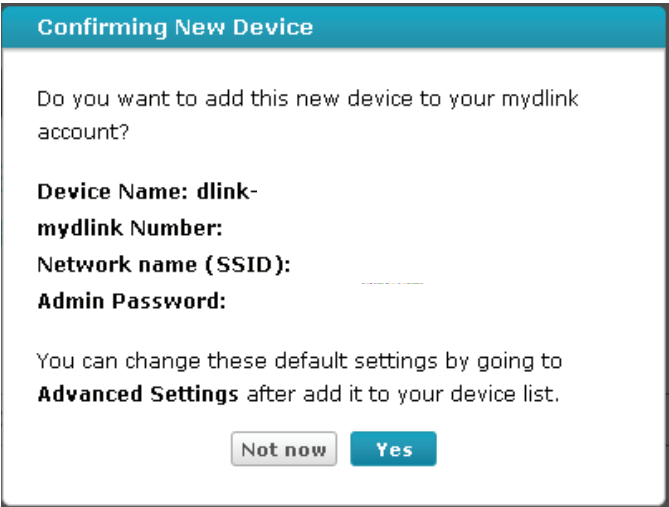 Confirming New Device
Do you want to add this new device to your mydlink
account?
Device Name: dlink-
mydlink Number:
Network name (SSID):
Admin Password:
You can change these default settings by going to
Advanced Settings after add it to your device list.
Not now Yes